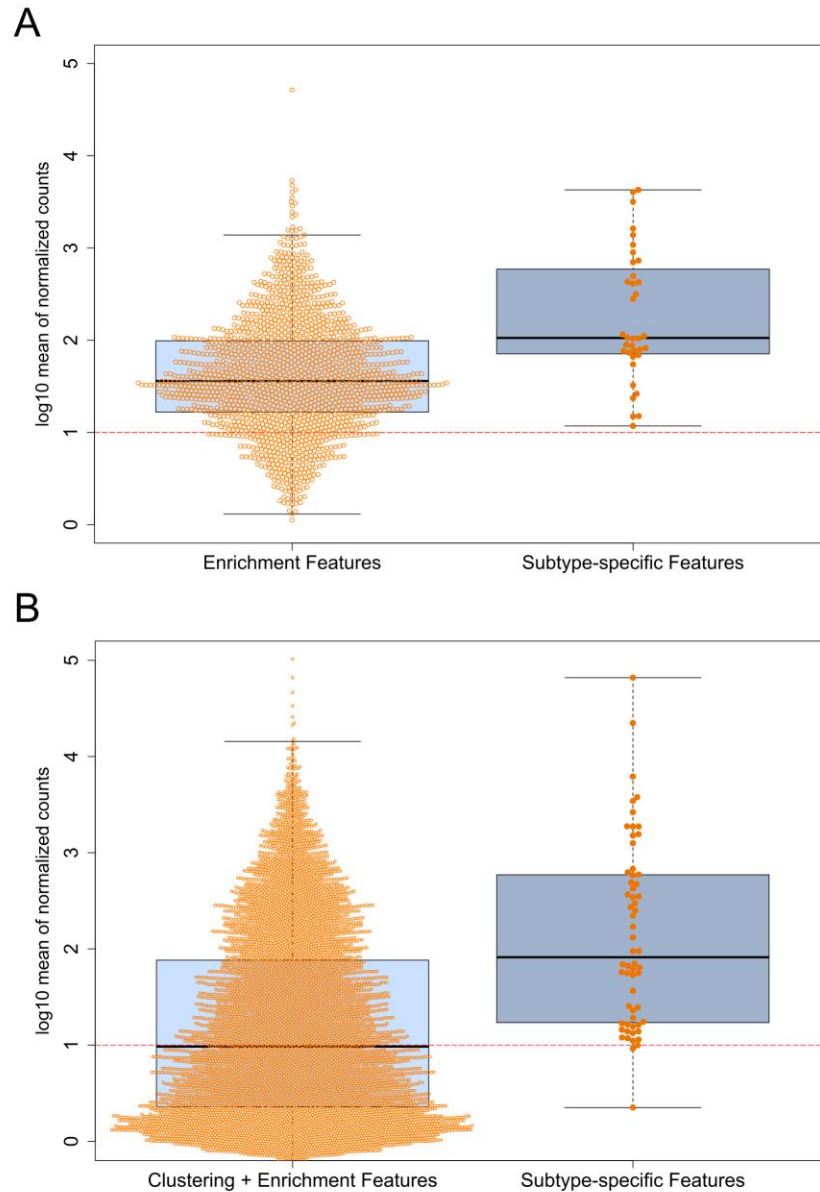 A
5
4
3
2
1
0
log10 mean of normalized counts
Enrichment Features Subtype-specific Features
B
5
4
3
2
1
0
log10 mean of normalized counts
Clustering + Enrichment Features Subtype-specific Features